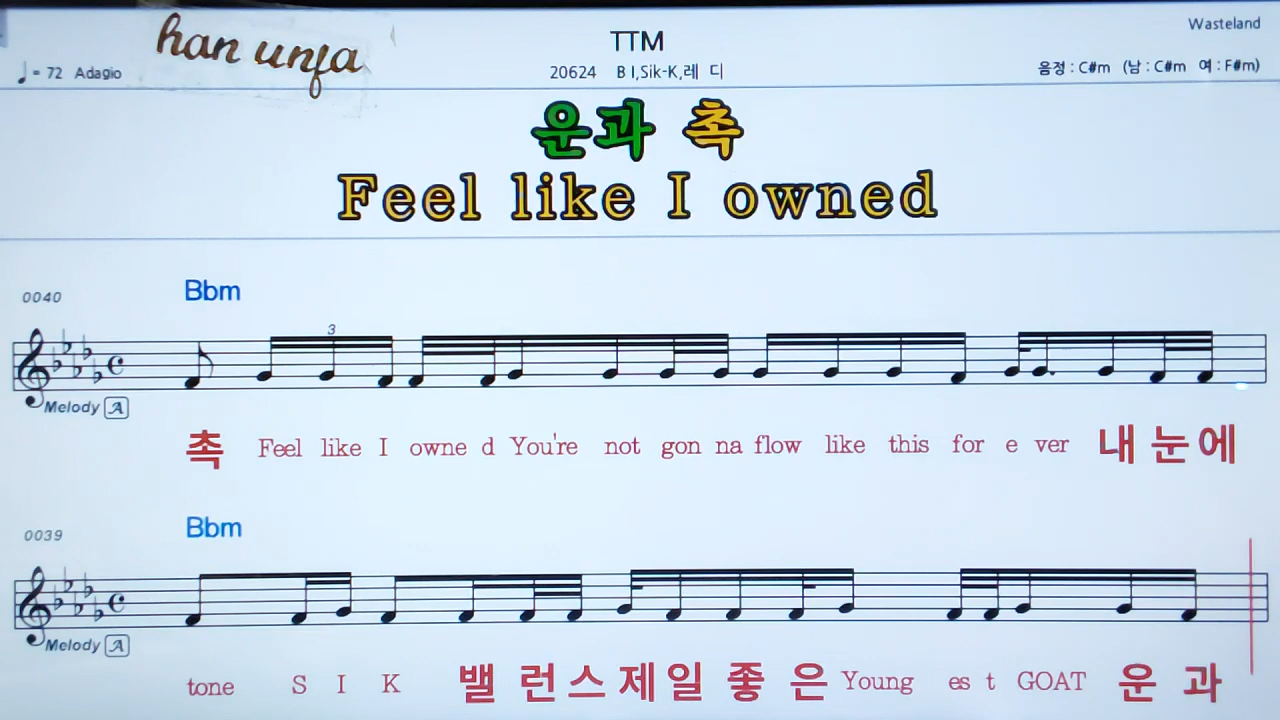 han unfa
TTM
Wasteland
♩= 72 Adagio
20624 B I,Sik-K,레 디
음정 : C#m (남 : C#m 여 : F#m)
운과 촉
Feel like I owned
0040
Bbm
3
Melody A
촉 Feel like I owne d You're not gon na flow like this for e ver 내 눈 에
0039
Bbm
Melody A
tone S I K 밸 런 스 제 일 좋 은 Young es t GOAT 운 과